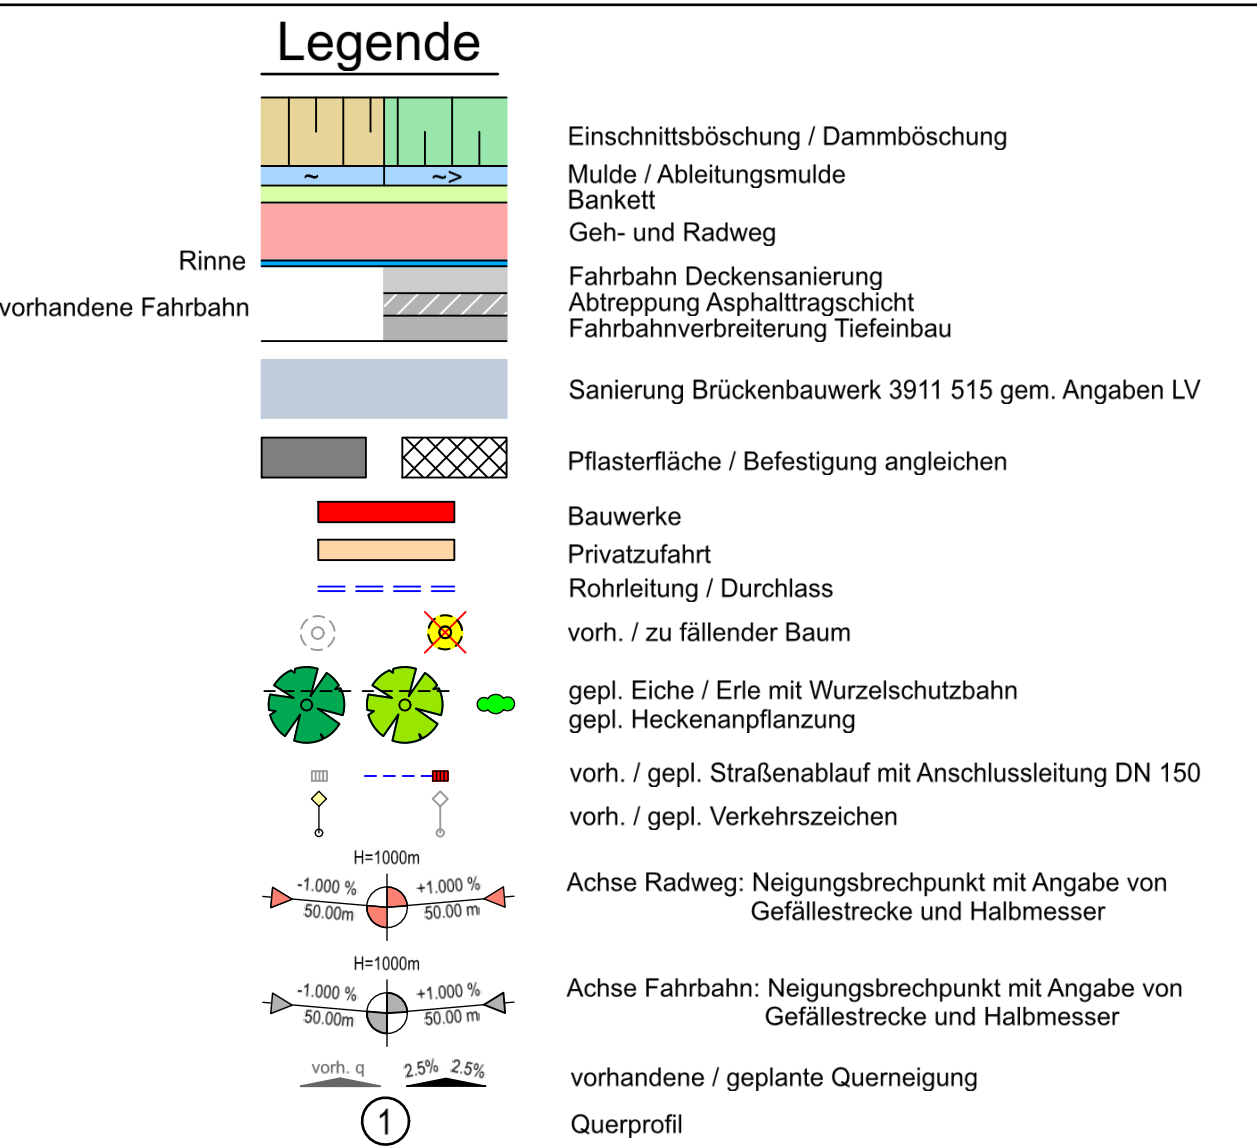 Legende
Einschnittsböschung / Dammböschung
~ ~> Mulde / Ableitungsmulde
Bankett
Geh- und Radweg
Rinne
Fahrbahn Deckensanierung
vorhandene Fahrbahn Abtreppung Asphalttragschicht
Fahrbahnverbreiterung Tiefeinbau
Sanierung Brückenbauwerk 3911 515 gem. Angaben LV
Pflasterfläche / Befestigung angleichen
Bauwerke
Privatzufahrt
Rohrleitung / Durchlass
vorh. / zu fällender Baum
gepl. Eiche / Erle mit Wurzelschutzbahn
gepl. Heckenanpflanzung
vorh. / gepl. Straßenablauf mit Anschlussleitung DN 150
vorh. / gepl. Verkehrszeichen
H=1000m
-1.000 % +1.000 % Achse Radweg: Neigungsbrechpunkt mit Angabe von
50.00m 50.00 m Gefällestrecke und Halbmesser
H=1000m
-1.000 % +1.000 % Achse Fahrbahn: Neigungsbrechpunkt mit Angabe von
50.00m 50.00 m Gefällestrecke und Halbmesser
vorh. q 2.5% 2.5% vorhandene / geplante Querneigung
1 Querprofil